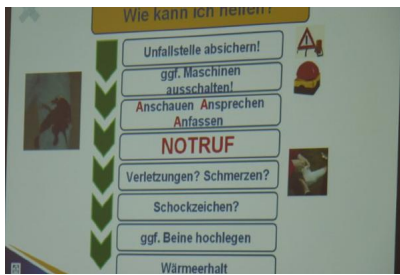 Wie kann ich helfen?
Unfallstelle absichern!
ggf. Maschinen
ausschalten!
Anschauen Ansprechen
Anfassen
NOTRUF
Verletzungen? Schmerzen?
Schockzeichen?
ggf. Beine hochlegen
Wärmeerhalt